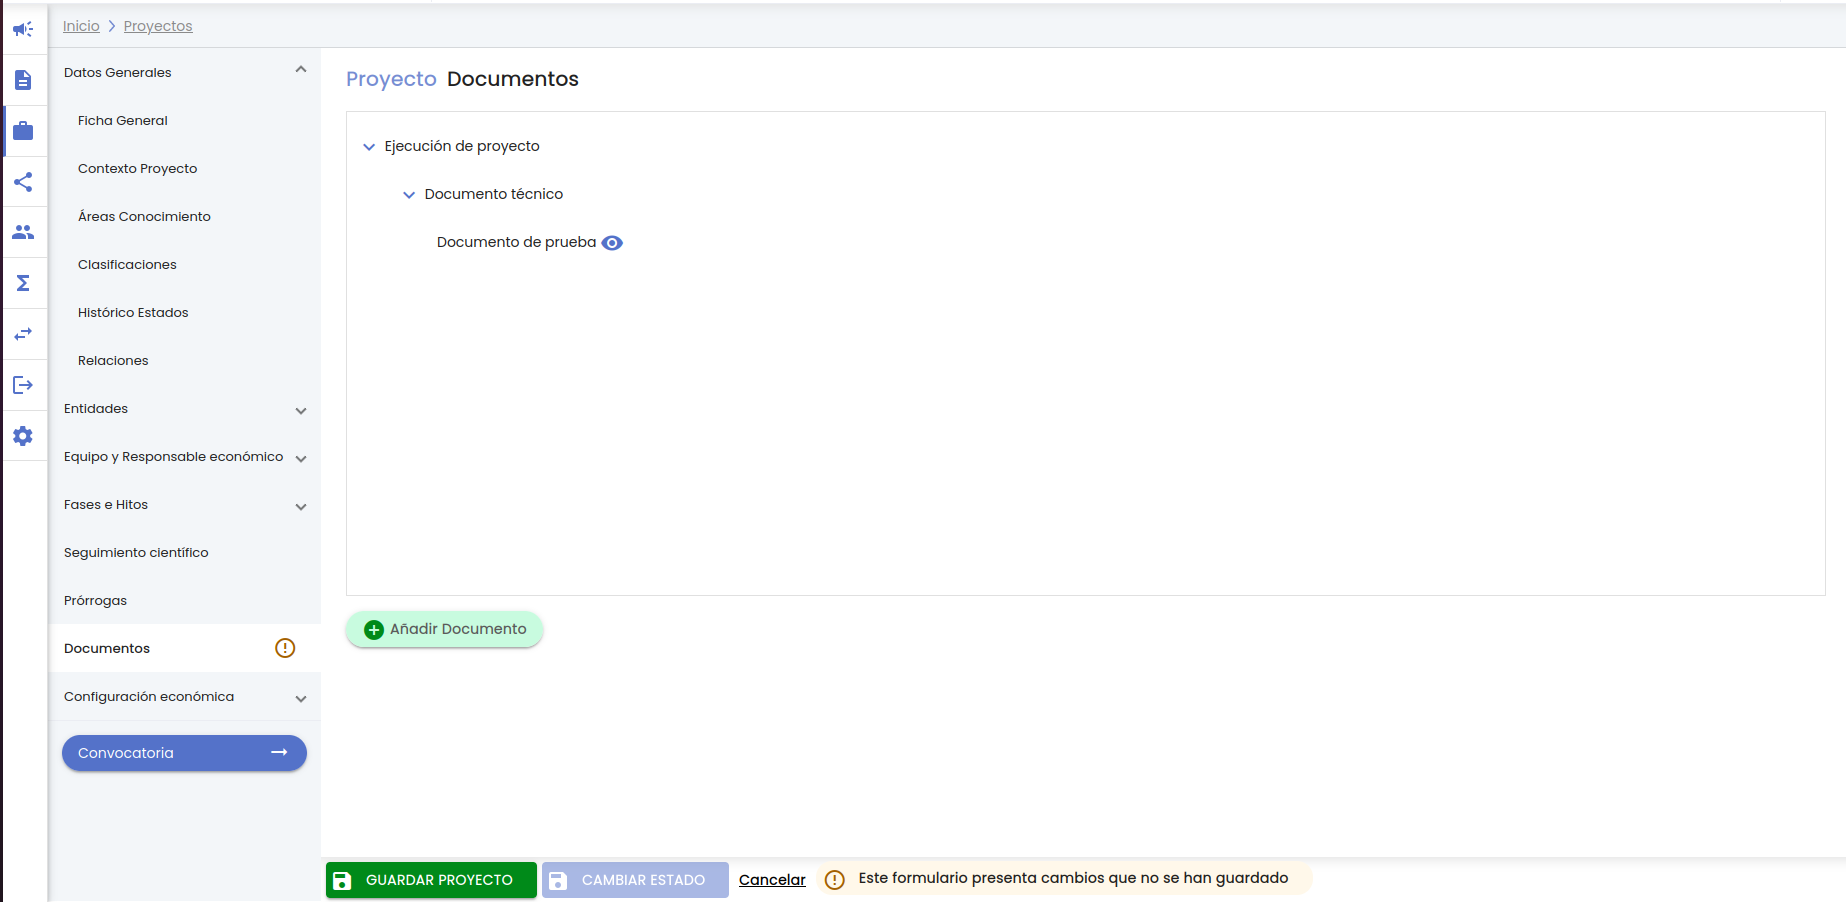 Inicio > Proyectos
Datos Generales
Ficha General
Contexto Proyecto
Áreas Conocimiento
Clasificaciones
Histórico Estados
Relaciones
Entidades
Equipo y Responsable económico
Fases e Hitos
Seguimiento científico
Prórrogas
Documentos
Configuración económica
Convocatoria
Proyecto Documentos
Ejecución de proyecto
Documento técnico
Documento de prueba
Añadir Documento
GUARDAR PROYECTO CAMBIAR ESTADO Cancelar Este formulario presenta cambios que no se han guardado